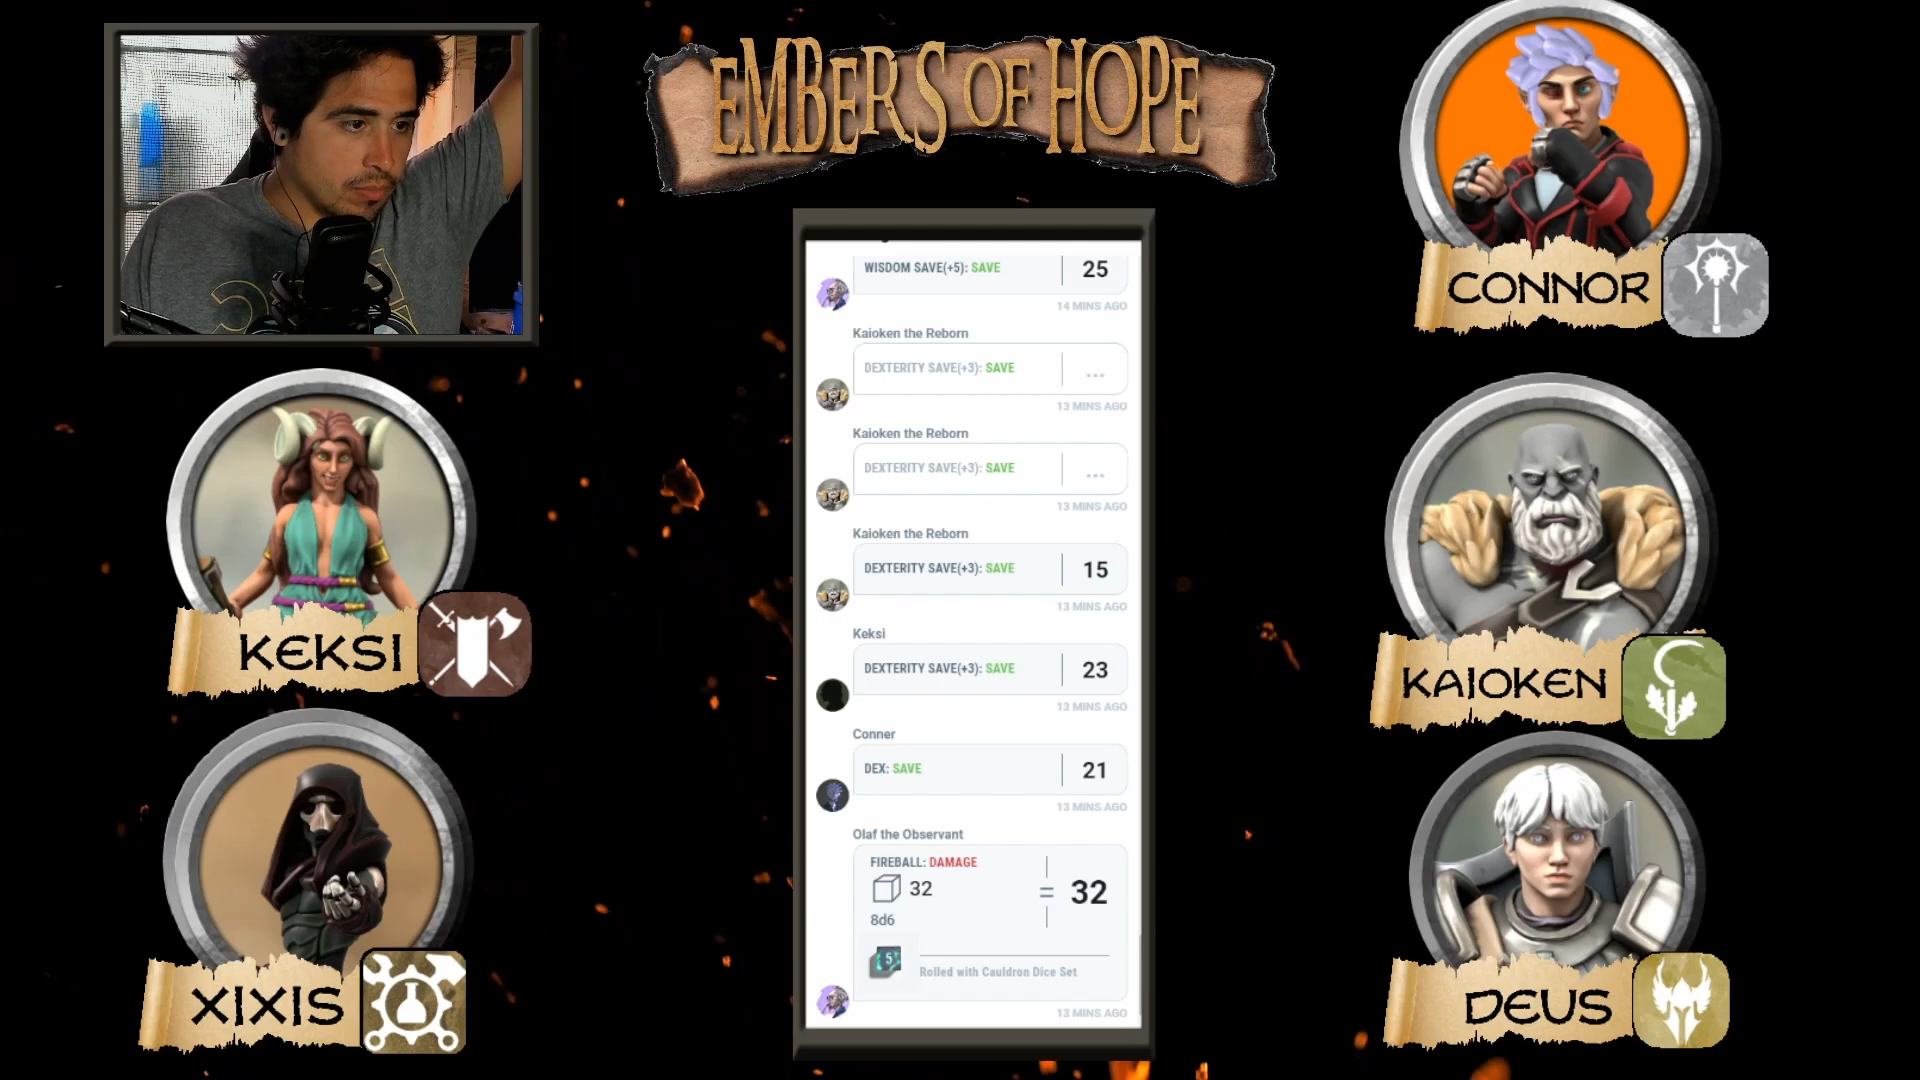 EMBERS OF HOPE
CONNOR
WISDOM SAVE(+5): SAVE
25
14 MINS AGO
Kaioken the Reborn
DEXTERITY SAVE(+3): SAVE
...
13 MINS AGO
Kaioken the Reborn
DEXTERITY SAVE(+3): SAVE
...
13 MINS AGO
Kaioken the Reborn
DEXTERITY SAVE(+3): SAVE
15
13 MINS AGO
Keksi
DEXTERITY SAVE(+3): SAVE
23
13 MINS AGO
Conner
DEX: SAVE
21
13 MINS AGO
Olaf the Observant
FIREBALL: DAMAGE
32
= 32
8d6
5
Rolled with Cauldron Dice Set
13 MINS AGO
KEKSI
KAIOKEN
XIXIS
DEUS